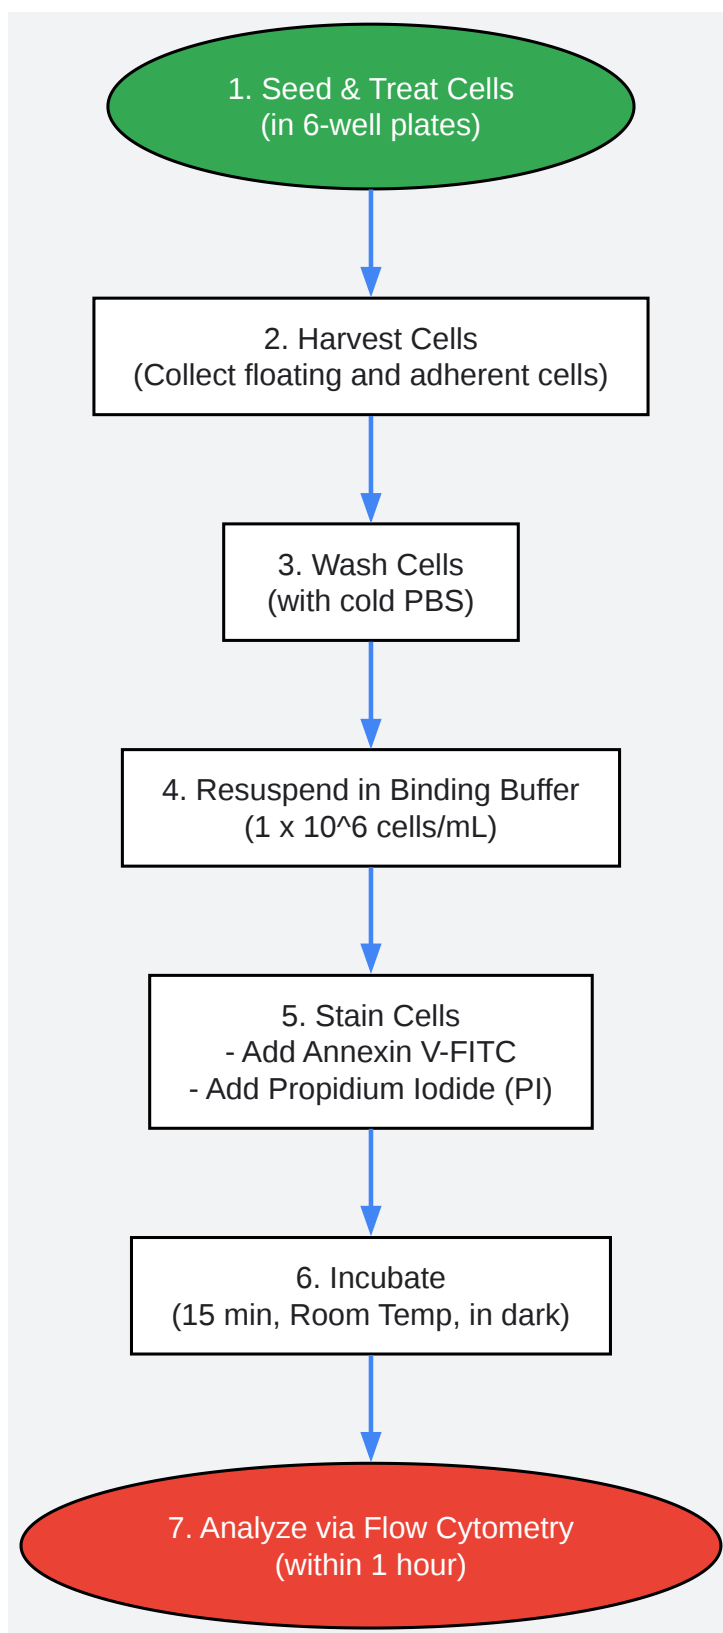 1. Seed & Treat Cells
(in 6-well plates)
2. Harvest Cells
(Collect floating and adherent cells)
3. Wash Cells
(with cold PBS)
4. Resuspend in Binding Buffer
(1 x 10^6 cells/mL)
5. Stain Cells
- Add Annexin V-FITC
- Add Propidium Iodide (PI)
6. Incubate
(15 min, Room Temp, in dark)
7. Analyze via Flow Cytometry
(within 1 hour)